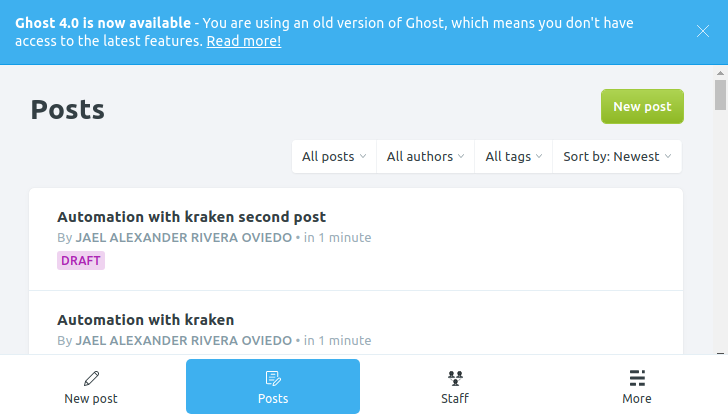 Ghost 4.0 is now available - You are using an old version of Ghost, which means you don't have
access to the latest features. Read more!
Posts
New post
All posts
All authors
All tags
Sort by: Newest
Automation with kraken second post
By JAEL ALEXANDER RIVERA OVIEDO • in 1 minute
DRAFT
Automation with kraken
By JAEL ALEXANDER RIVERA OVIEDO • in 1 minute
New post
Posts
Staff
More